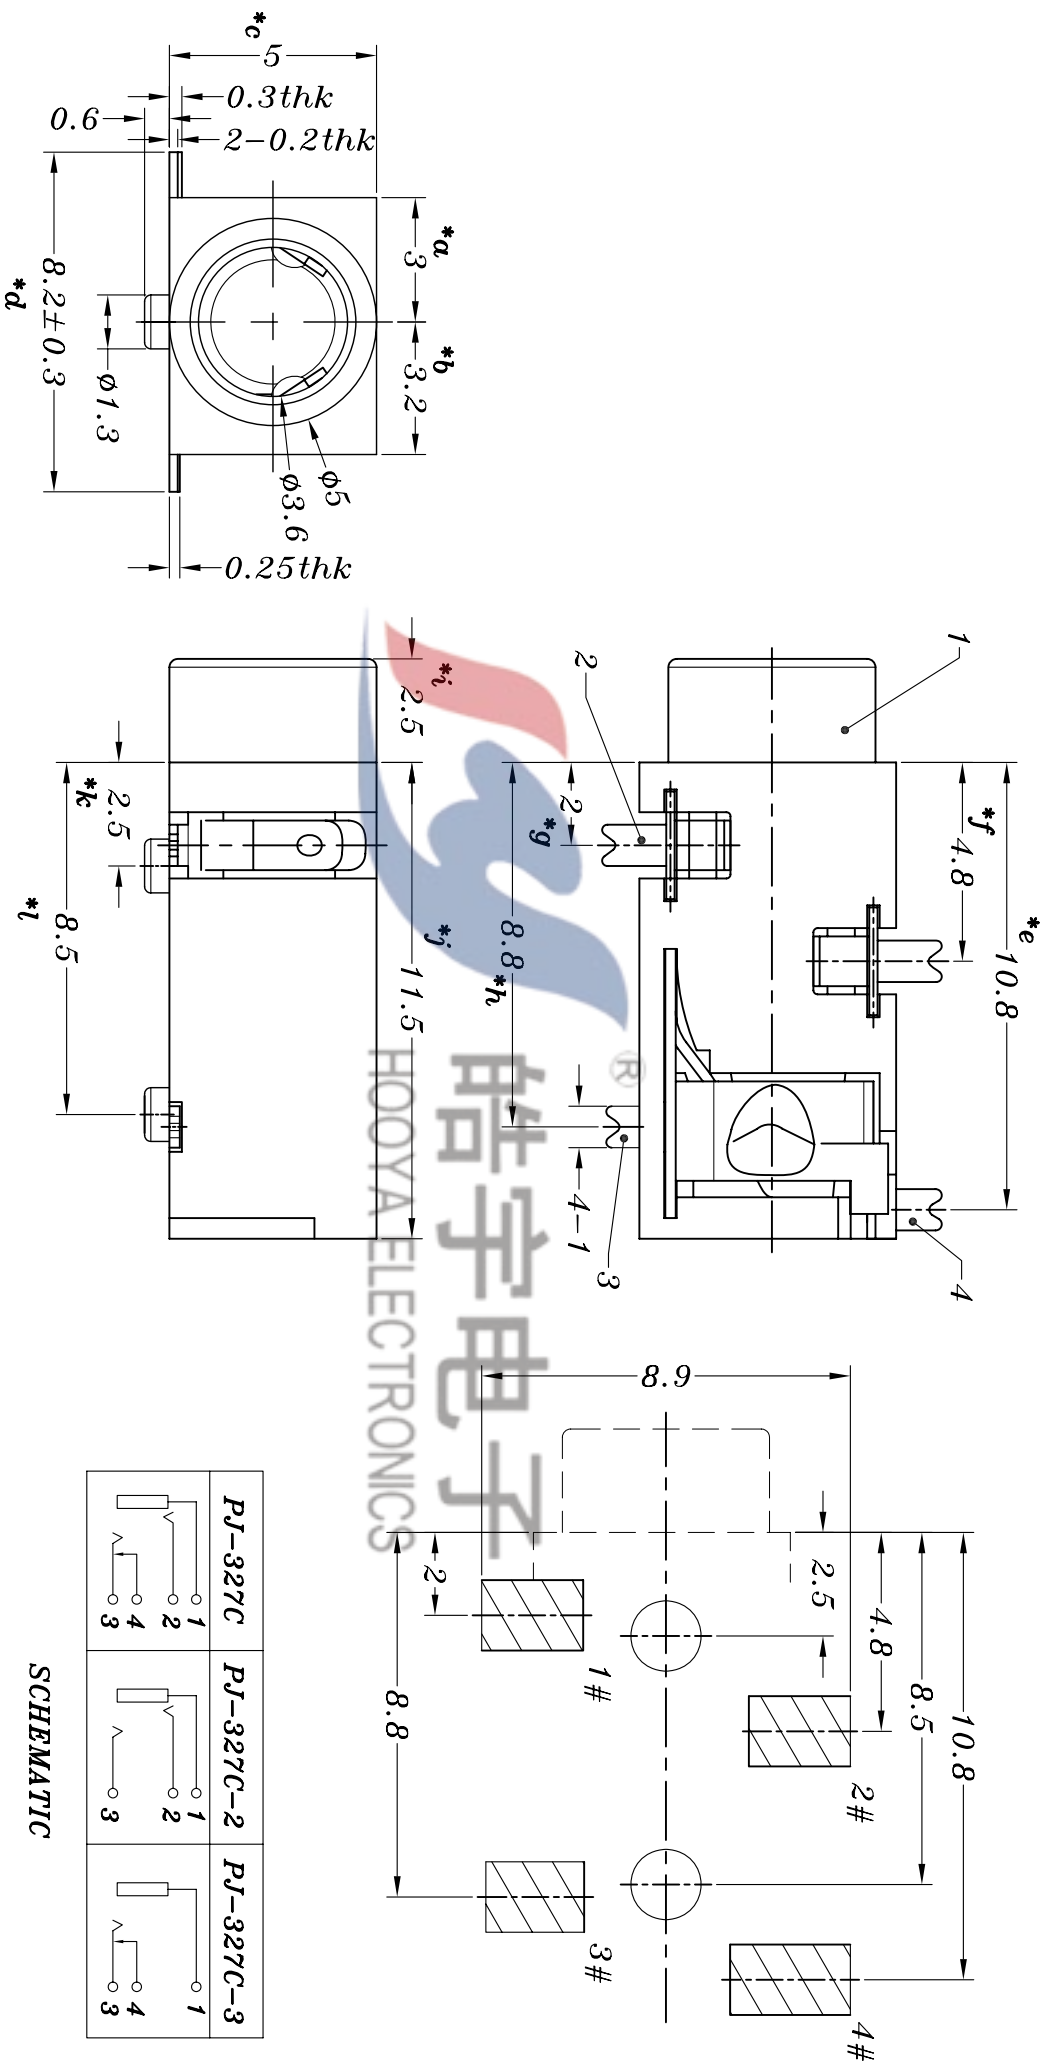 *c
5
0.3thk
0.6
2-0.2thk
*a
3
*b
3.2
8.2±0.3
*d
ϕ1.3
ϕ5
ϕ3.6
0.25thk
1
2
*i
2.5
*k
2.5
*l
8.5
*j
11.5
*g
2
*h
8.8
*f
4.8
*e
10.8
4-1
3
4
®
皓宇电子
HOOYA ELECTRONICS
8.9
2.5
4.8
8.5
10.8
2
8.8
1#
2#
3#
4#
PJ-327C
PJ-327C-2
PJ-327C-3
1
2
4
3
1
2
3
1
4
3
SCHEMATIC